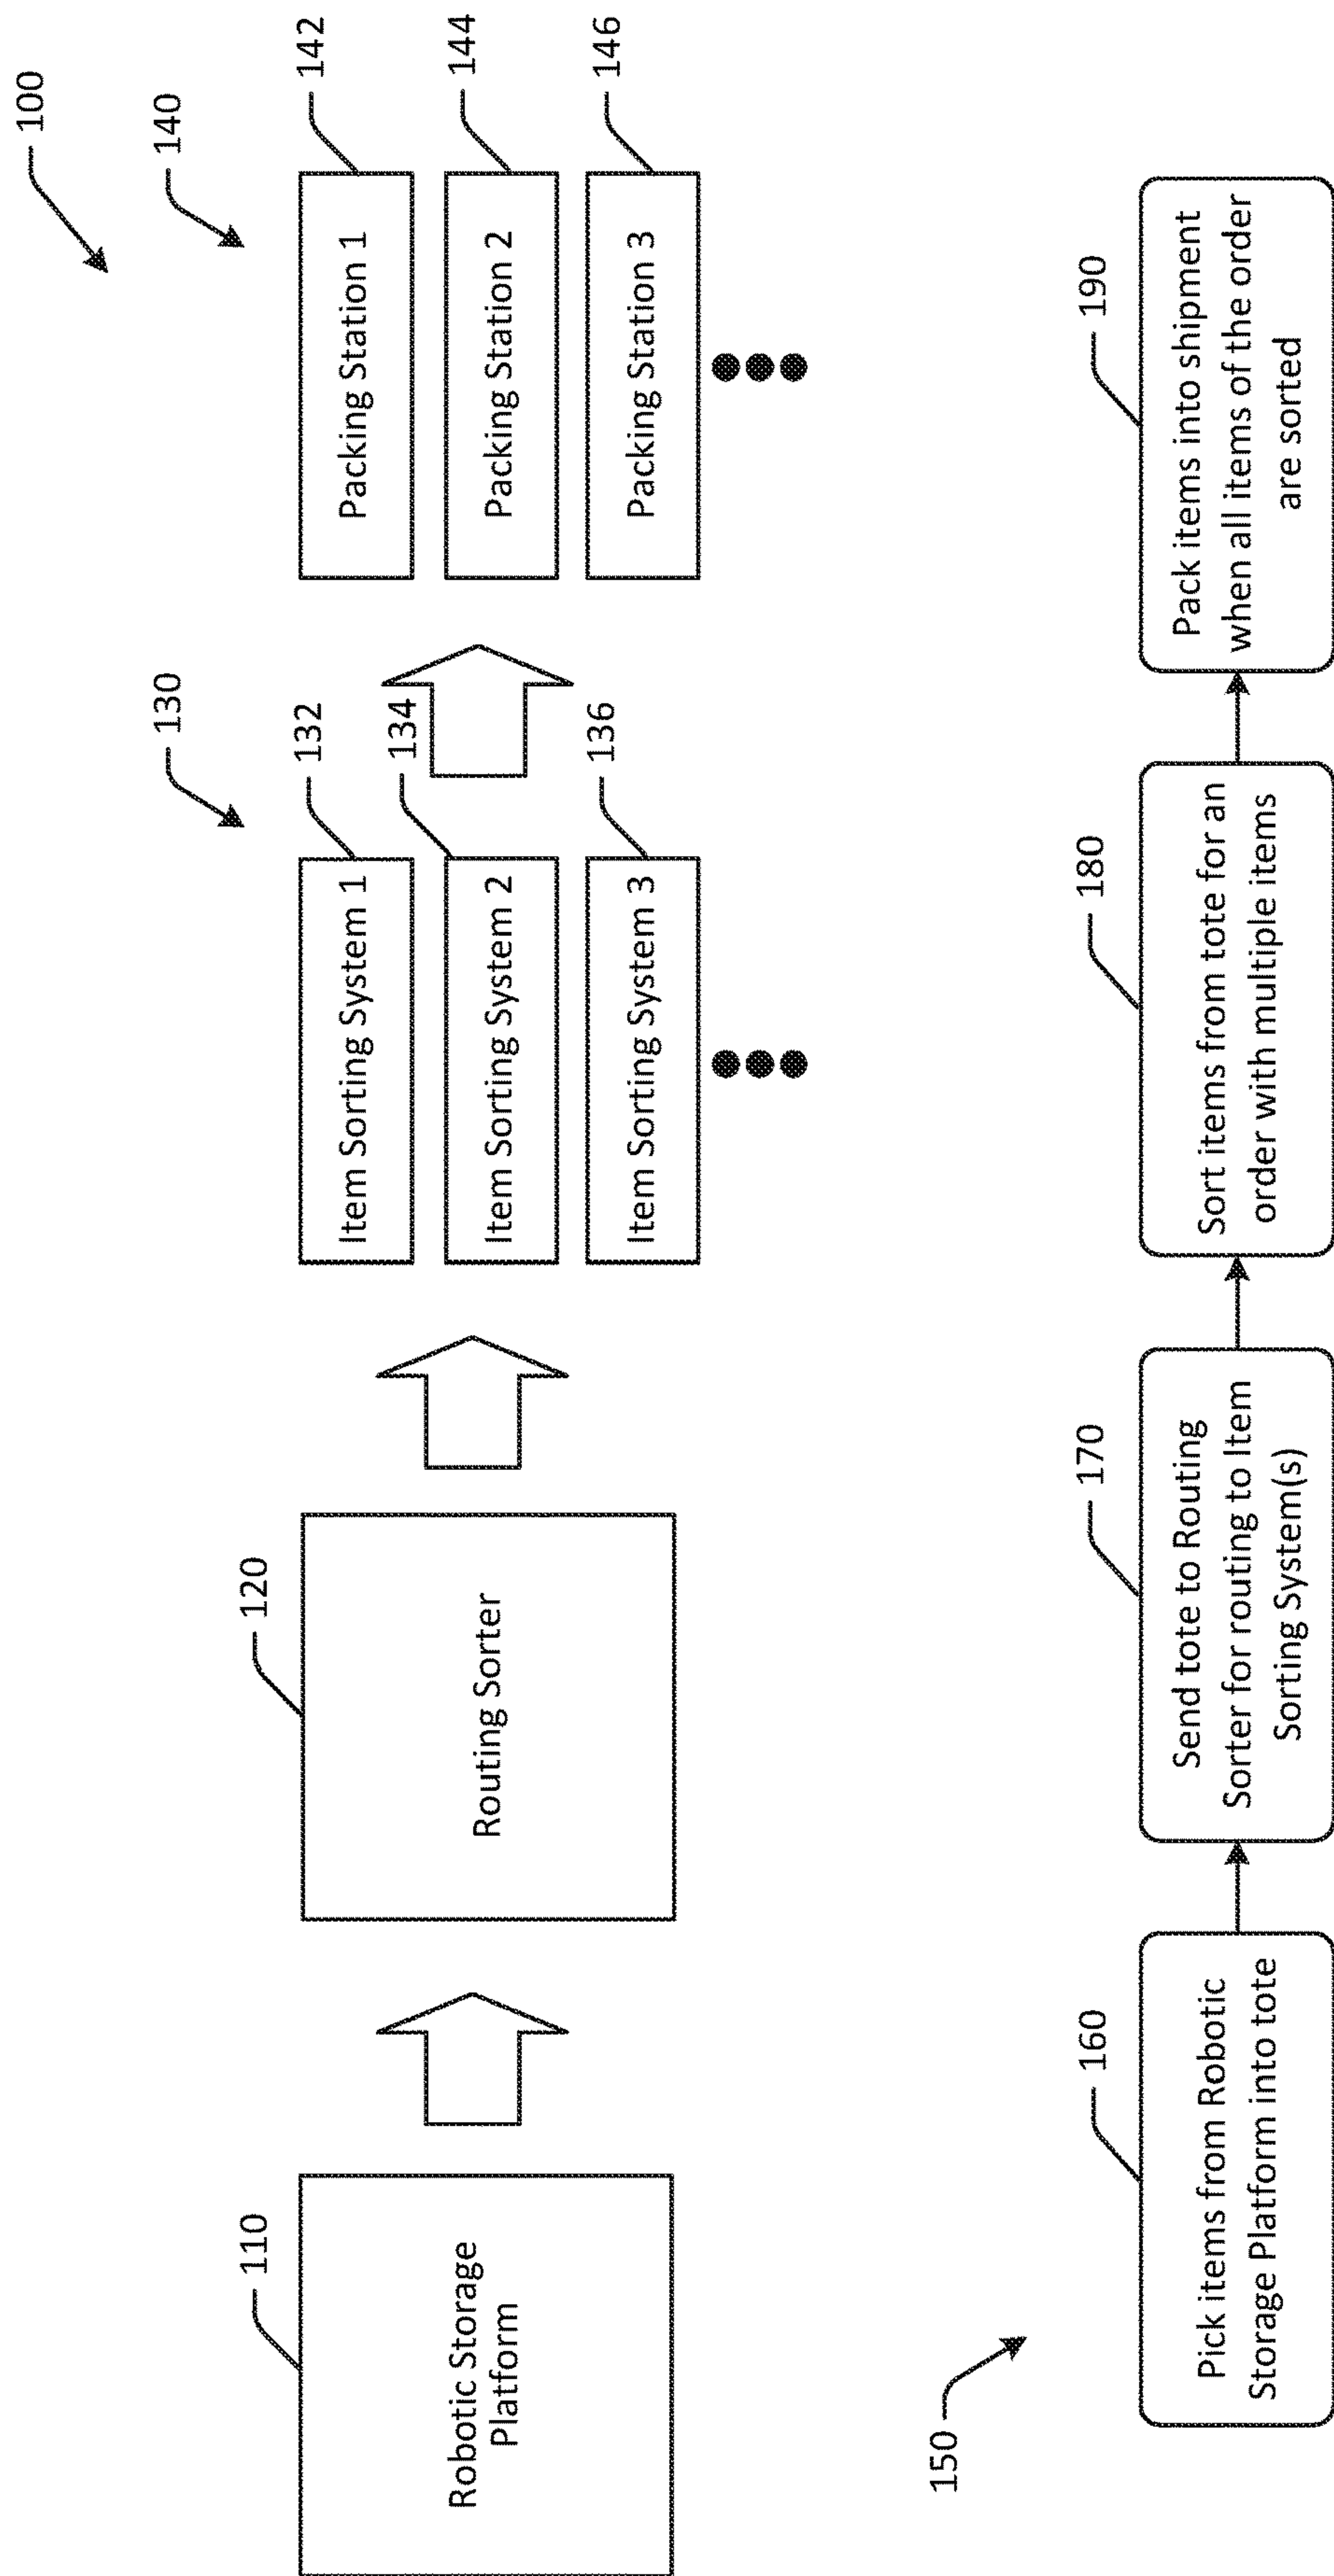 100
110
Robotic Storage
Platform
120
Routing Sorter
130
132
Item Sorting System 1
134
Item Sorting System 2
136
Item Sorting System 3
140
142
Packing Station 1
144
Packing Station 2
146
Packing Station 3
150
160
Pick items from Robotic
Storage Platform into tote
170
Send tote to Routing
Sorter for routing to Item
Sorting System(s)
180
Sort items from tote for an
order with multiple items
190
Pack items into shipment
when all items of the order
are sorted